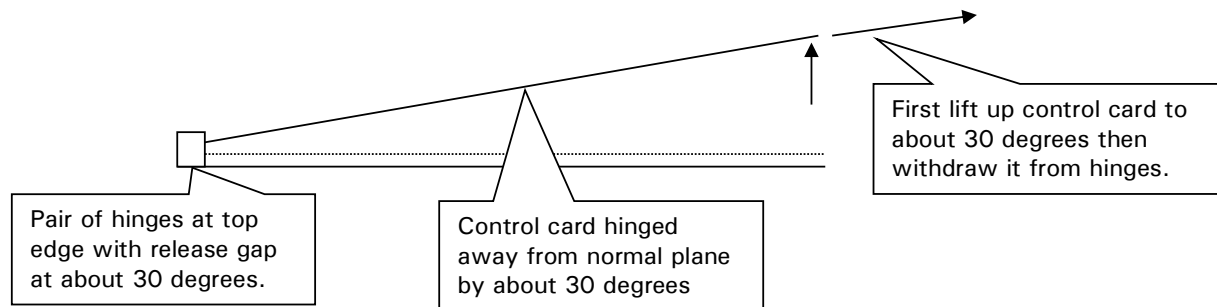 First lift up control card to
about 30 degrees then
withdraw it from hinges.
Pair of hinges at top
edge with release gap
at about 30 degrees.
Control card hinged
away from normal plane
by about 30 degrees